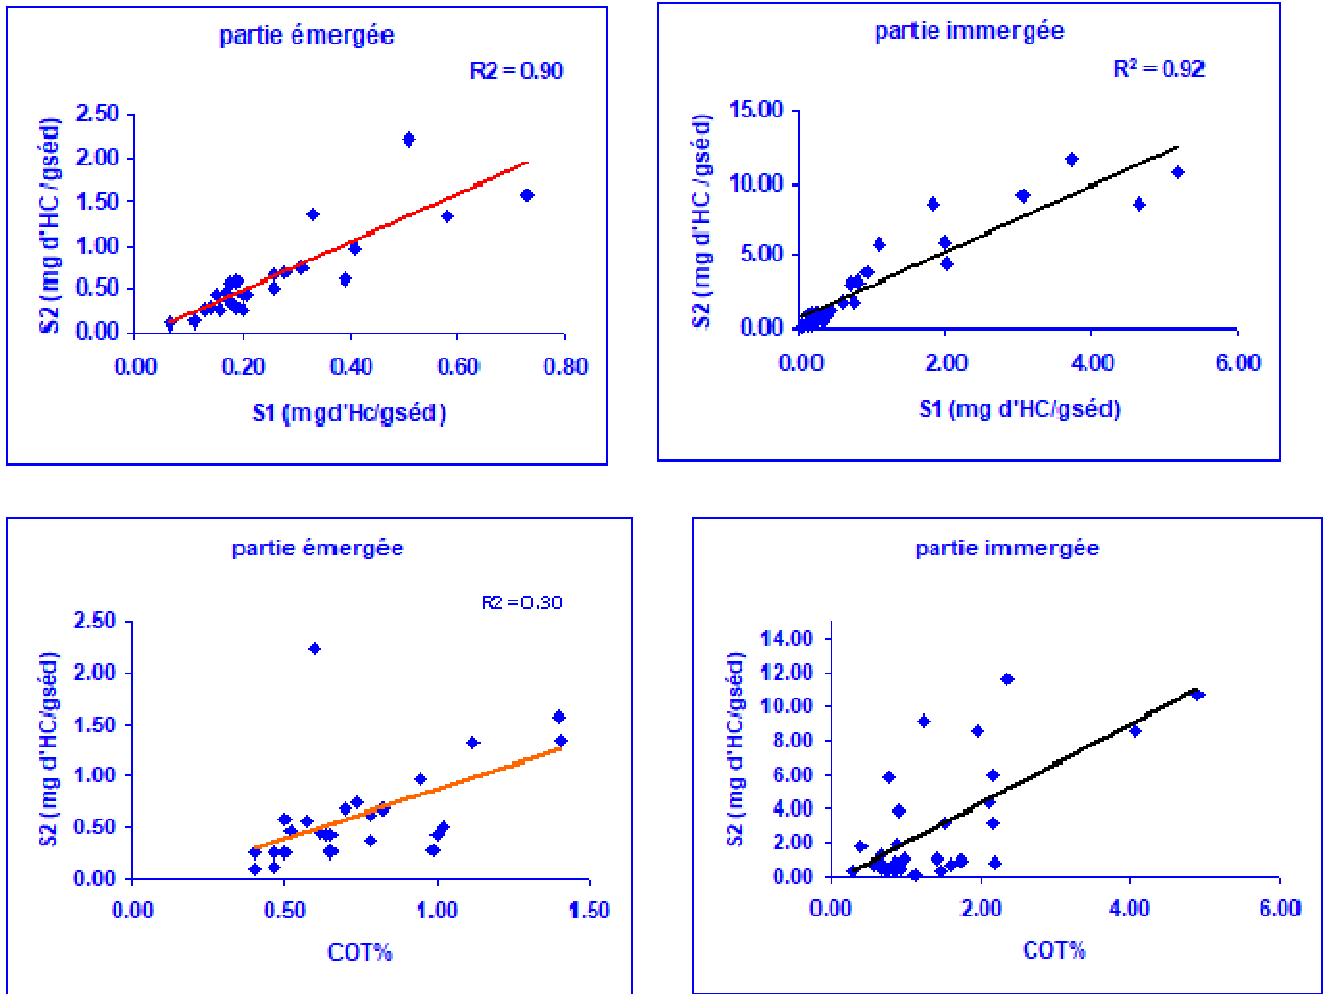 partie émergée
R2 = 0.90
2.50
2.00
1.50
1.00
0.50
0.00
S2 (mg d'HC /gséd)
0.00 0.20 0.40 0.60 0.80
S1 (mgd'Hc/gséd)
partie immergée
R² = 0.92
15.00
10.00
5.00
0.00
S2 (mg d'HC /gséd)
0.00 2.00 4.00 6.00
S1 (mg d'HC/gséd)
partie émergée
R2 = 0.30
2.50
2.00
1.50
1.00
0.50
0.00
S2 (mg d'HC/gséd)
0.00 0.50 1.00 1.50
COT%
partie immergée
14.00
12.00
10.00
8.00
6.00
4.00
2.00
0.00
S2 (mg d'HC/gséd)
0.00 2.00 4.00 6.00
COT%